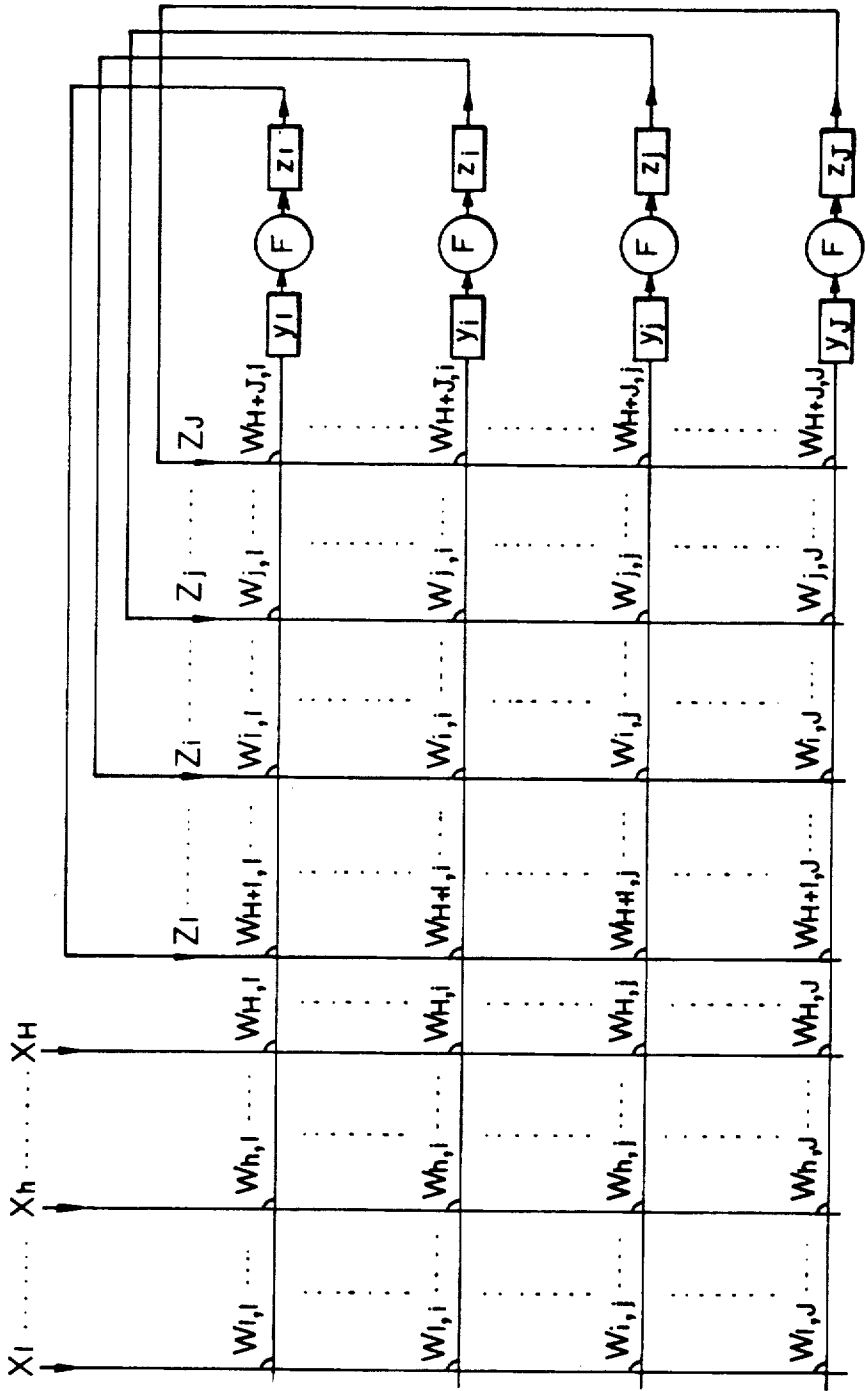 X1 ...... Xh ...... XH
Z1 ...... Zi ...... Zj ...... ZJ
W1,1 .... Wh,1 .... WH,1 WH+1,1 ... Wi,1 .... Wj,1 .... WH+J,1 y1 F z1
W1,i .... Wh,i .... WH,i WH+1,i .... Wi,i .... Wj,i .... WH+J,i yi F zi
Wi,j .... Wh,j .... WH,j WH+1,j .... Wi,j .... Wj,j .... WH+J,j yj F zj
W1,J .... Wh,J .... WH,J WH+1,J .... Wi,J .... Wj,J .... WH+J,J yJ F zJ